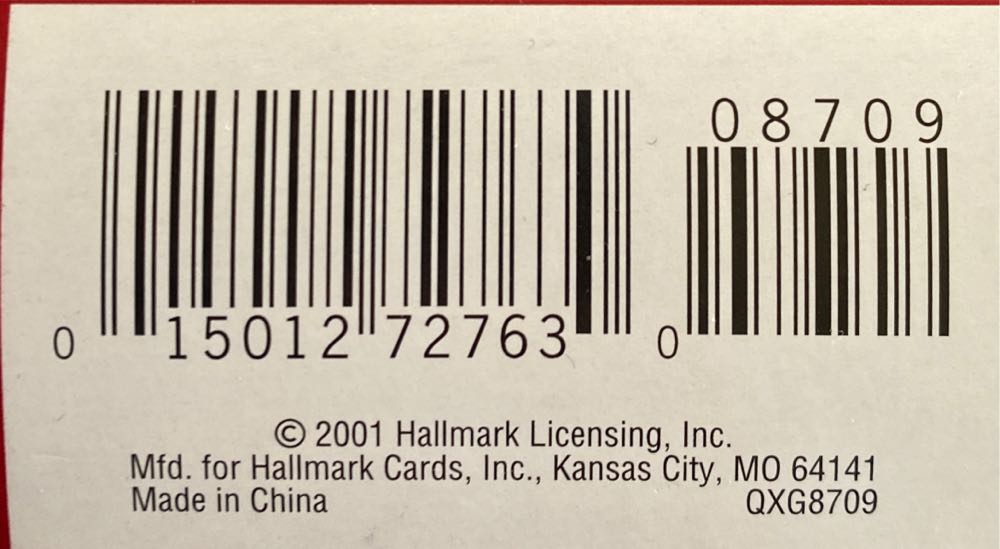 08709
0 15012 72763 0
© 2001 Hallmark Licensing, Inc.
Mfd. for Hallmark Cards, Inc., Kansas City, MO 64141
Made in China QXG8709